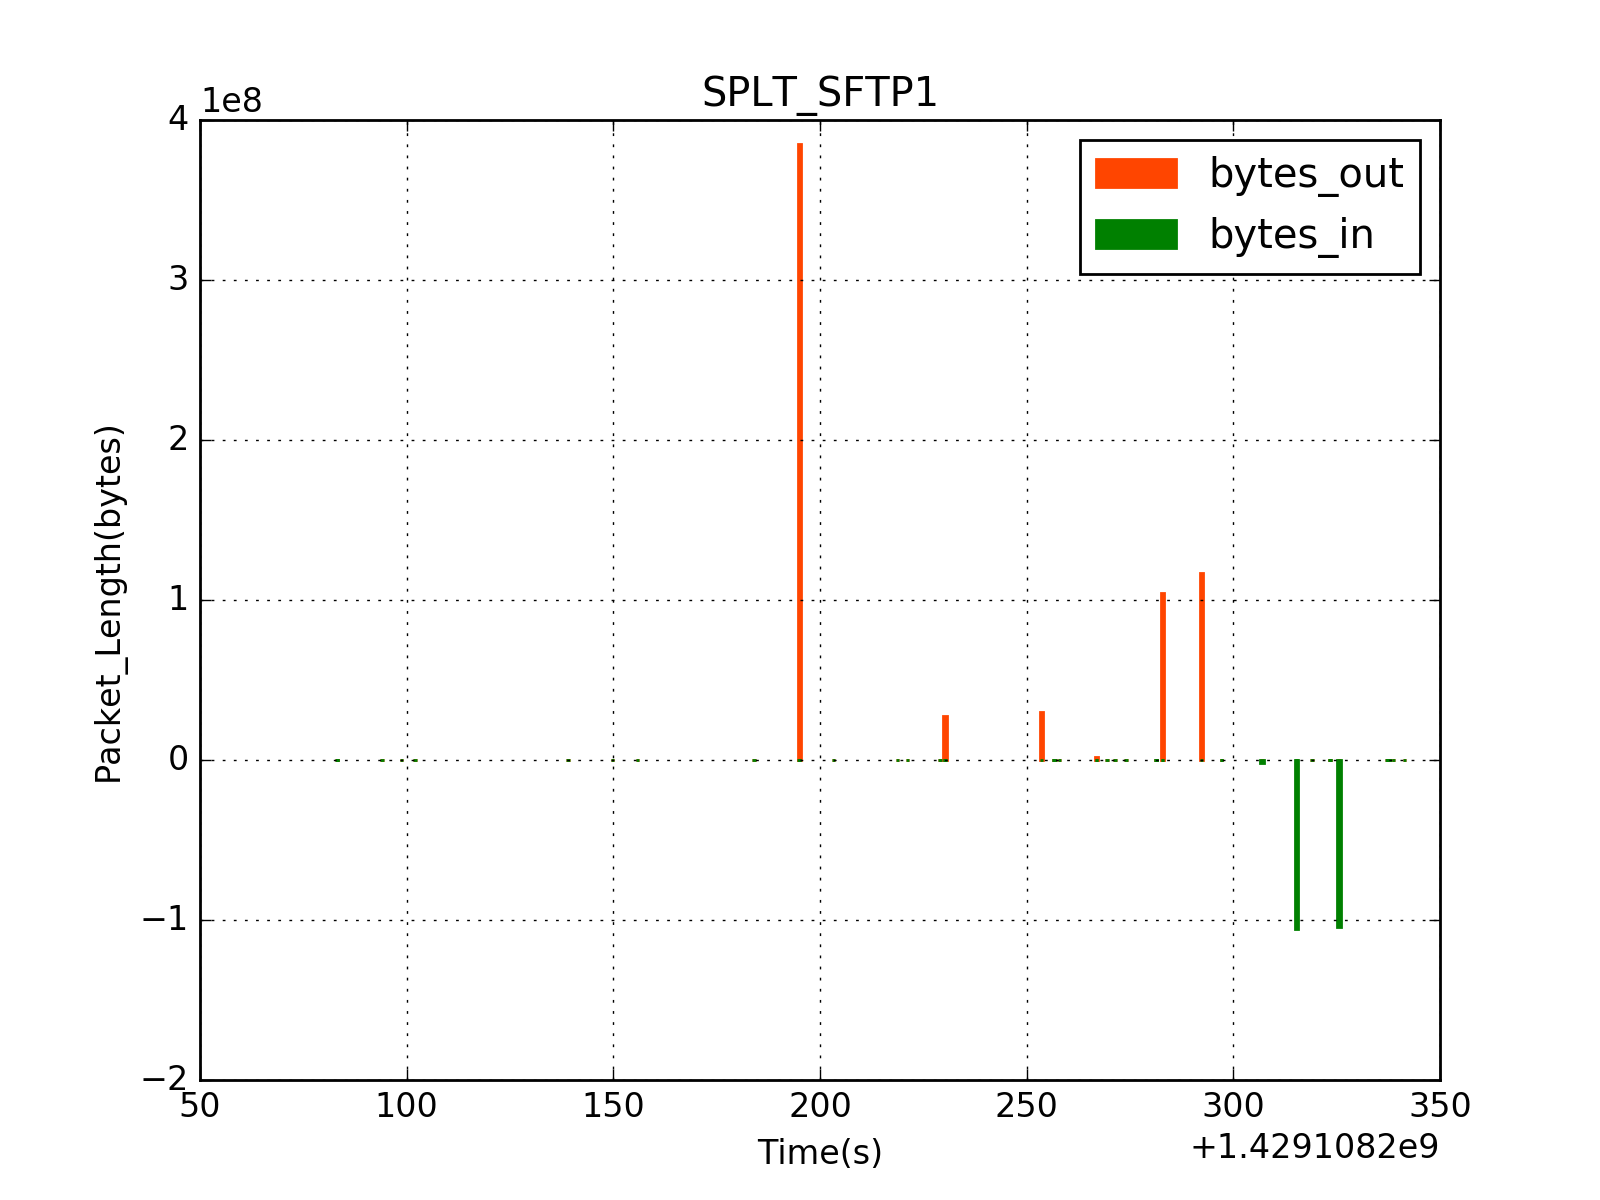 SPLT_SFTP1
1e8
4
3
2
1
0
−1
−2
Packet_Length(bytes)
bytes_out
bytes_in
50 100 150 200 250 300 350
Time(s)
+1.4291082e9